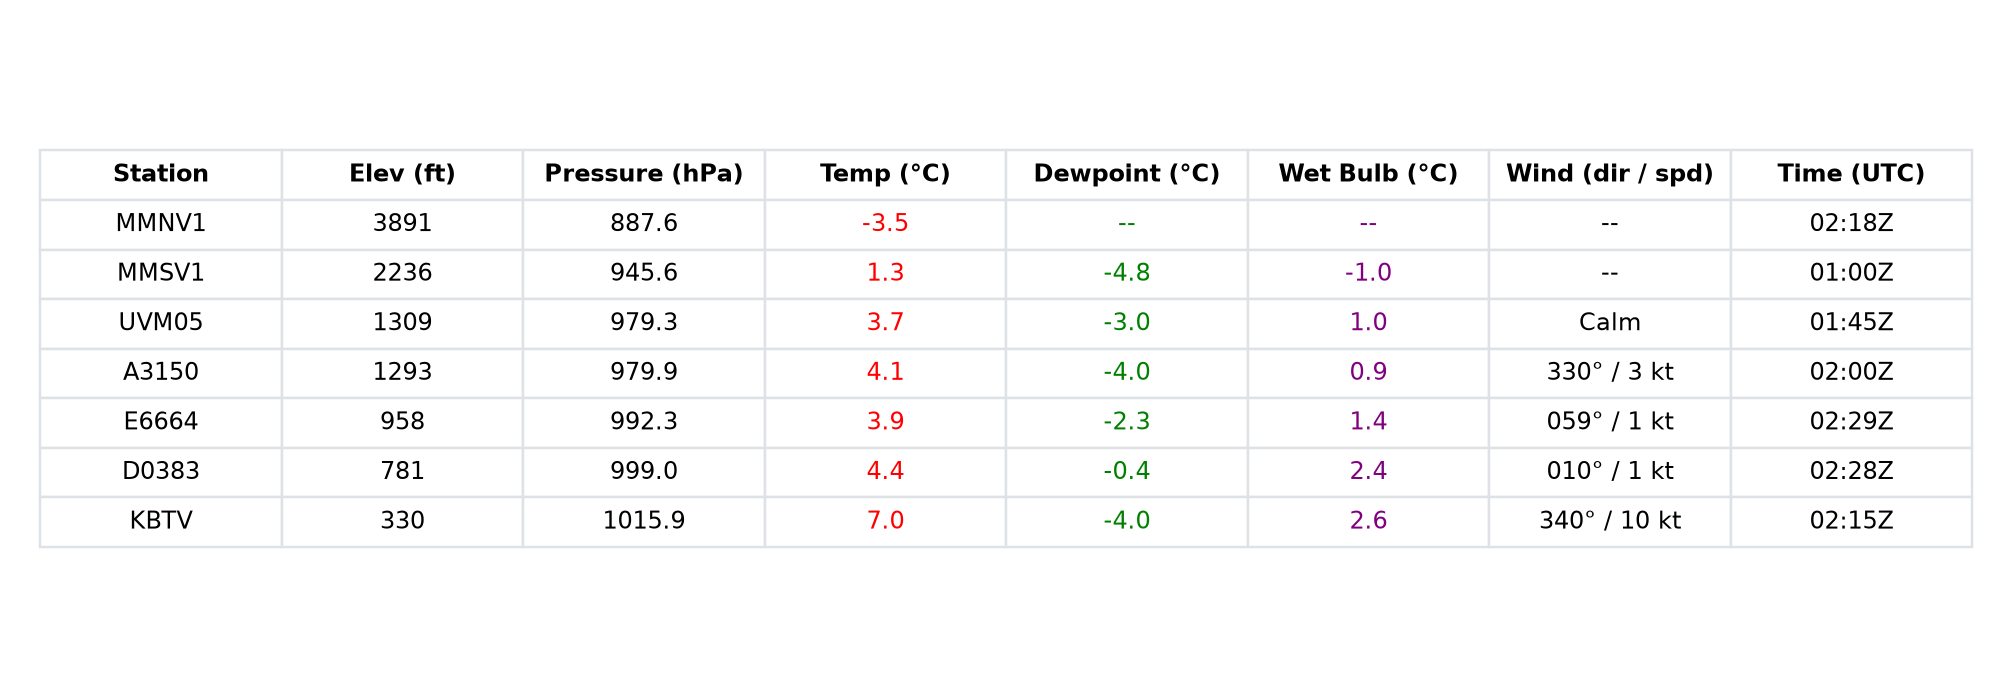 Station Elev (ft) Pressure (hPa) Temp (°C) Dewpoint (°C) Wet Bulb (°C) Wind (dir / spd) Time (UTC)
MMNV1 3891 887.6 -3.5 -- -- -- 02:18Z
MMSV1 2236 945.6 1.3 -4.8 -1.0 -- 01:00Z
UVM05 1309 979.3 3.7 -3.0 1.0 Calm 01:45Z
A3150 1293 979.9 4.1 -4.0 0.9 330° / 3 kt 02:00Z
E6664 958 992.3 3.9 -2.3 1.4 059° / 1 kt 02:29Z
D0383 781 999.0 4.4 -0.4 2.4 010° / 1 kt 02:28Z
KBTV 330 1015.9 7.0 -4.0 2.6 340° / 10 kt 02:15Z